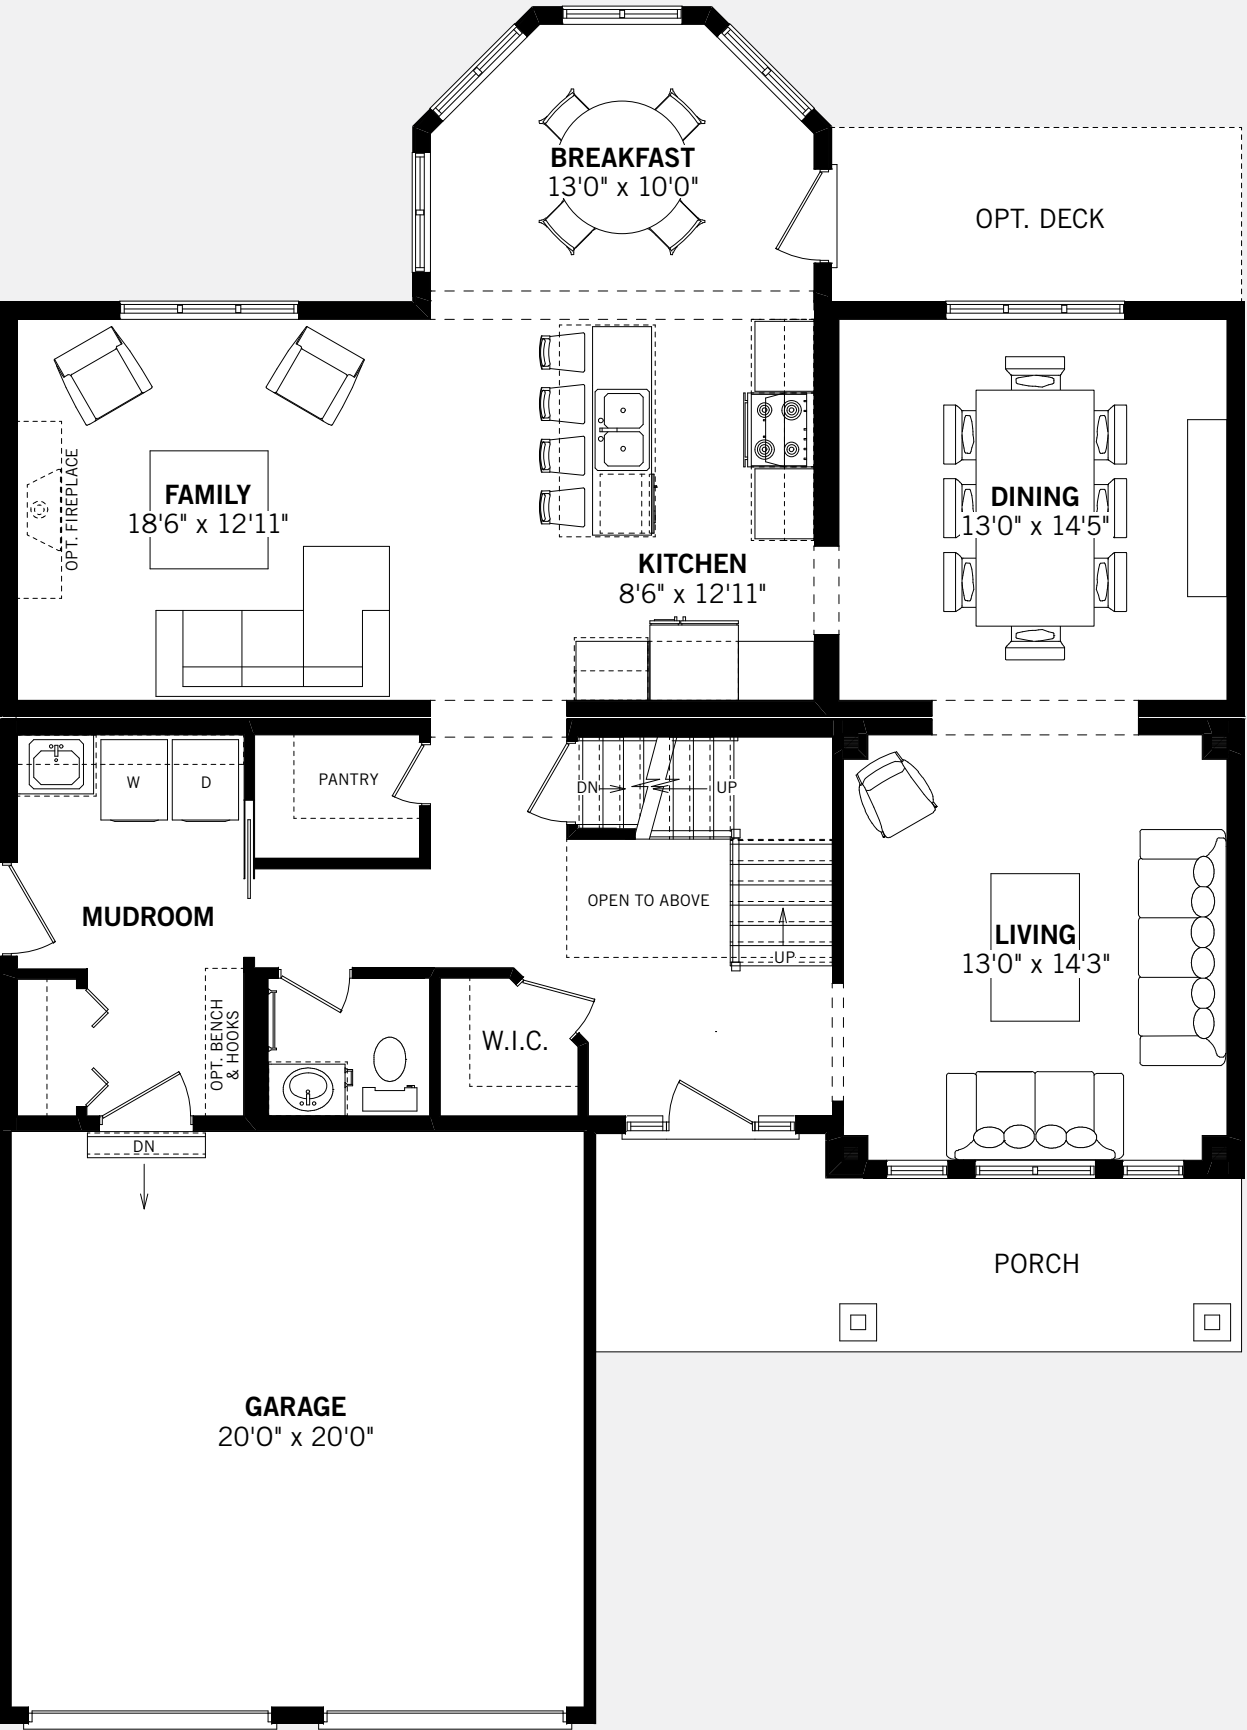 BREAKFAST
13'0" x 10'0"
OPT. DECK
OPT. FIREPLACE
FAMILY
18'6" x 12'11"
KITCHEN
8'6" x 12'11"
DINING
13'0" x 14'5"
W
D
PANTRY
DN
UP
MUDROOM
OPEN TO ABOVE
UP
LIVING
13'0" x 14'3"
OPT. BENCH
& HOOKS
W.I.C.
DN
PORCH
GARAGE
20'0" x 20'0"